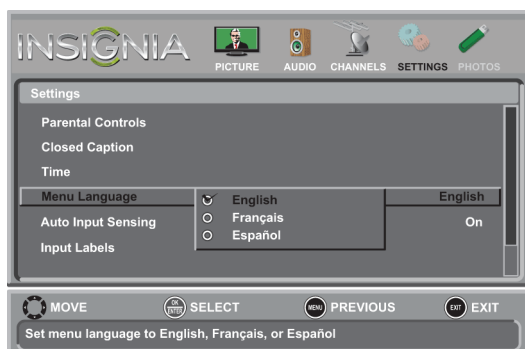 INSIGNIA
PICTURE AUDIO CHANNELS SETTINGS PHOTOS
Settings
Parental Controls
Closed Caption
Time
Menu Language English
English
Français
Español
Auto Input Sensing On
Input Labels
MOVE OK ENTER SELECT MENU PREVIOUS EXIT EXIT
Set menu language to English, Français, or Español